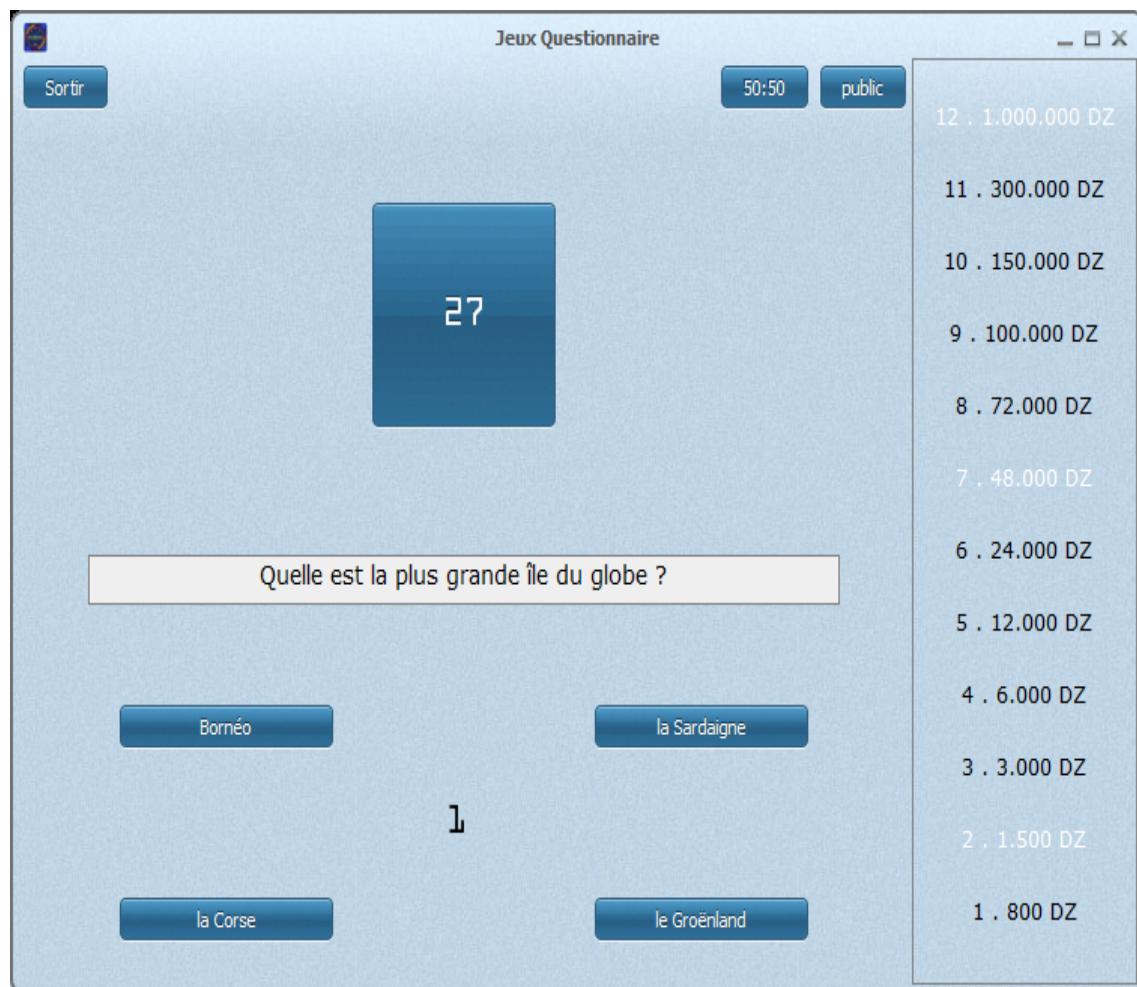 Jeux Questionnaire
Sortir
50:50
public
27
Quelle est la plus grande île du globe ?
Bornéo
la Sardaigne
1
la Corse
le Groënland
12 . 1.000.000 DZ
11 . 300.000 DZ
10 . 150.000 DZ
9 . 100.000 DZ
8 . 72.000 DZ
7 . 48.000 DZ
6 . 24.000 DZ
5 . 12.000 DZ
4 . 6.000 DZ
3 . 3.000 DZ
2 . 1.500 DZ
1 . 800 DZ